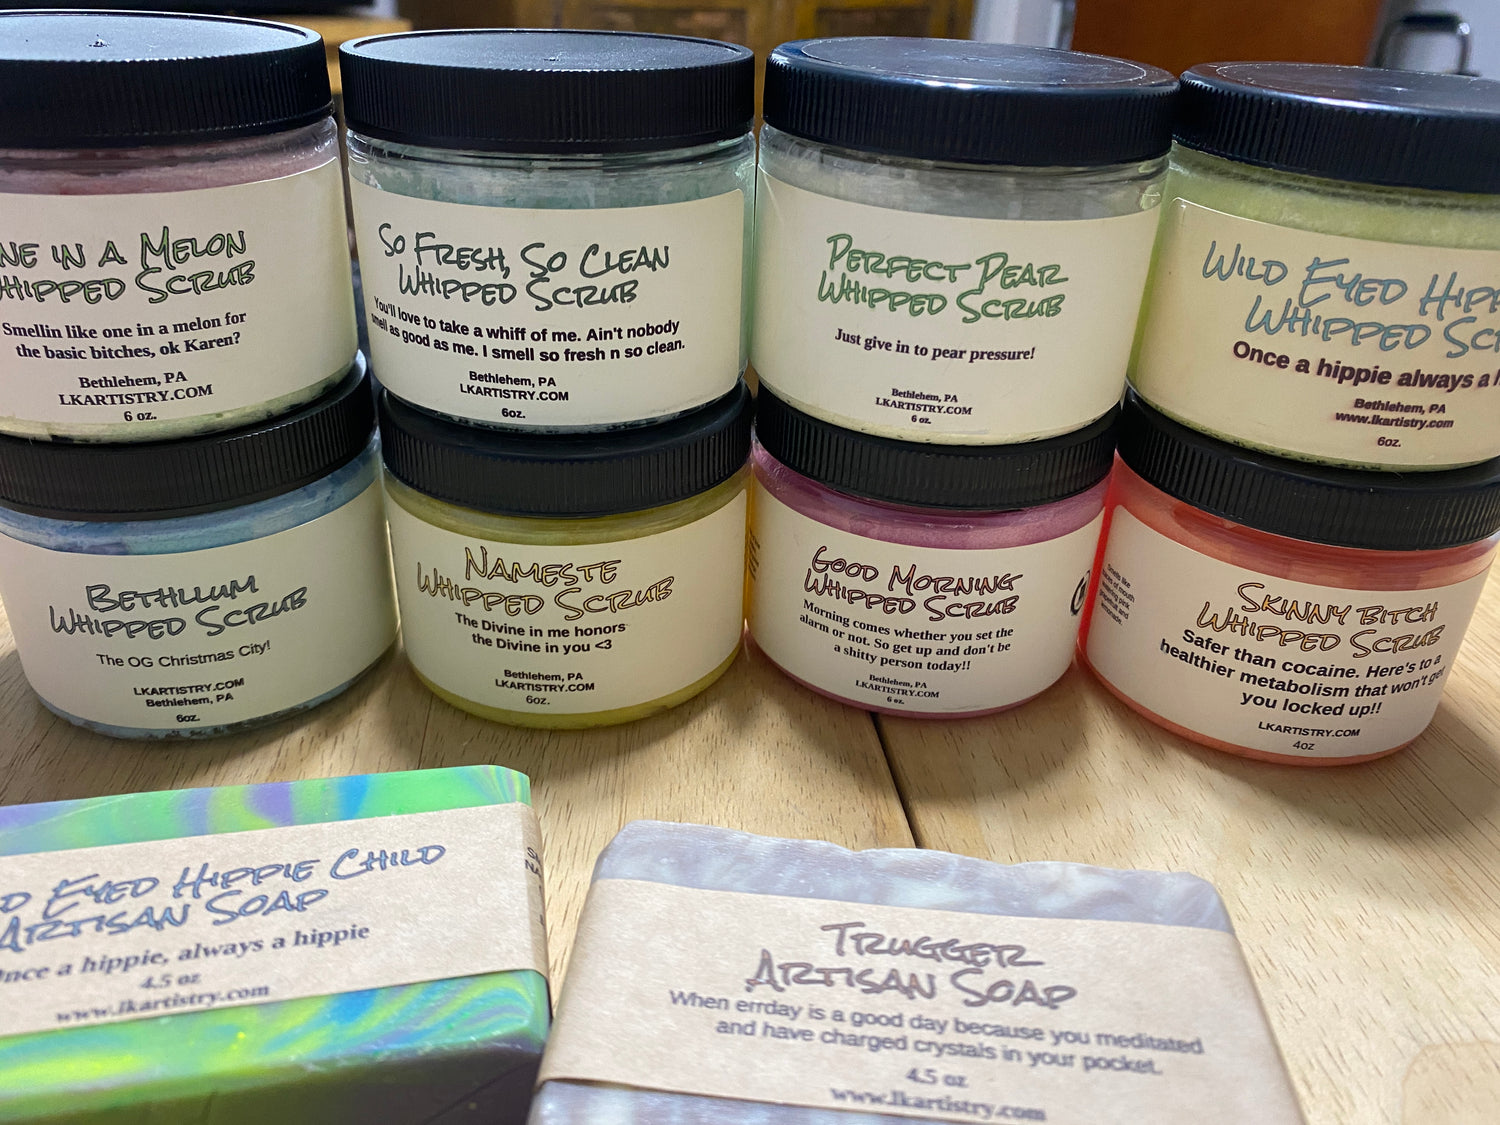 NE IN A MELON
WHIPPED SCRUB
Smellin like one in a melon for
the basic bitches, ok Karen?
Bethlehem, PA
LKARTISTRY.COM
6 oz.
SO FRESH, SO CLEAN
WHIPPED SCRUB
You'll love to take a whiff of me. Ain't nobody
smell as good as me. I smell so fresh n so clean.
Bethlehem, PA
LKARTISTRY.COM
6oz.
PERFECT PEAR
WHIPPED SCRUB
Just give in to pear pressure!
Bethlehem, PA
LKARTISTRY.COM
6 oz.
WILD EYED HIPP
WHIPPED SC
Once a hippie always a h
Bethlehem, PA
www.lkartistry.com
6oz.
BETHLLUM
WHIPPED SCRUB
The OG Christmas City!
LKARTISTRY.COM
Bethlehem, PA
6oz.
NAMESTE
WHIPPED SCRUB
The Divine in me honors
the Divine in you <3
Bethlehem, PA
LKARTISTRY.COM
6oz.
GOOD MORNING
WHIPPED SCRUB
Morning comes whether you set the
alarm or not. So get up and don't be
a shitty person today!!
Bethlehem, PA
LKARTISTRY.COM
6 oz.
Smells like
of mouth
pink
grapefruit and
lemonade.
SKINNY BITCH
WHIPPED SCRUB
Safer than cocaine. Here's to a
healthier metabolism that won't get
you locked up!!
LKARTISTRY.COM
4oz
D EYED HIPPIE CHILD
ARTISAN SOAP
Once a hippie, always a hippie
4.5 oz
www.lkartistry.com
TRUGGER
ARTISAN SOAP
When errday is a good day because you meditated
and have charged crystals in your pocket.
4.5 oz
www.lkartistry.com